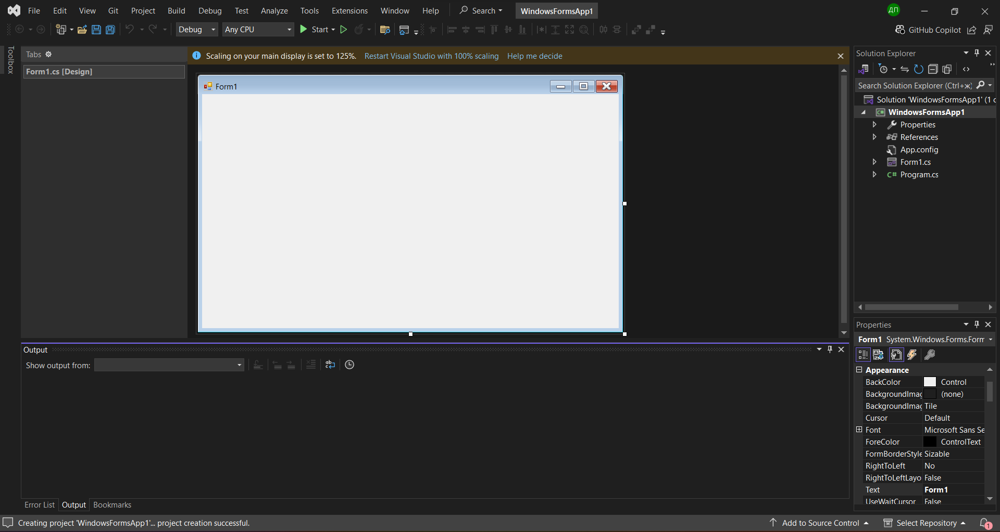 File Edit View Git Project Build Debug Test Analyze Tools Extensions Window Help Search WindowsFormsApp1 ДП
Debug Any CPU Start GitHub Copilot
Toolbox
Tabs
Form1.cs [Design]
Scaling on your main display is set to 125%. Restart Visual Studio with 100% scaling Help me decide
Form1
Solution Explorer
Search Solution Explorer (Ctrl+ж)
Solution 'WindowsFormsApp1' (1 o
WindowsFormsApp1
Properties
References
App.config
Form1.cs
C# Program.cs
Output
Show output from:
Error List Output Bookmarks
Properties
Form1 System.Windows.Forms.Form
Appearance
BackColor Control
BackgroundImag (none)
BackgroundImag Tile
Cursor Default
Font Microsoft Sans Se
ForeColor ControlText
FormBorderStyle Sizable
RightToLeft No
RightToLeftLayo False
Text Form1
UseWaitCursor False
Creating project 'WindowsFormsApp1'... project creation successful. Add to Source Control Select Repository 1